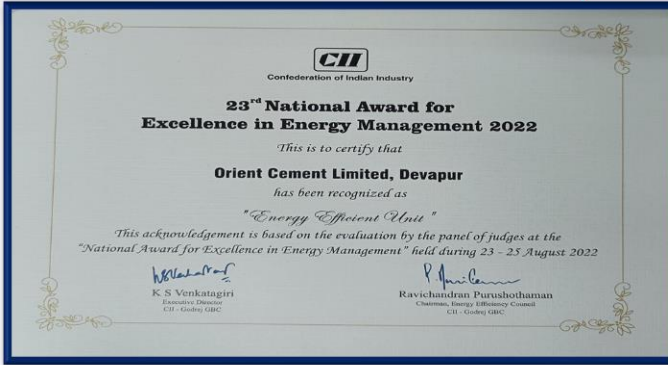 CII
Confederation of Indian Industry
23rd National Award for
Excellence in Energy Management 2022
This is to certify that
Orient Cement Limited, Devapur
has been recognized as
"Energy Efficient Unit"
This acknowledgement is based on the evaluation by the panel of judges at the
"National Award for Excellence in Energy Management" held during 23 - 25 August 2022
K S Venkatagiri
Executive Director
CII - Godrej GBC
Ravichandran Purushothaman
Chairman, Energy Efficiency Council
CII - Godrej GBC